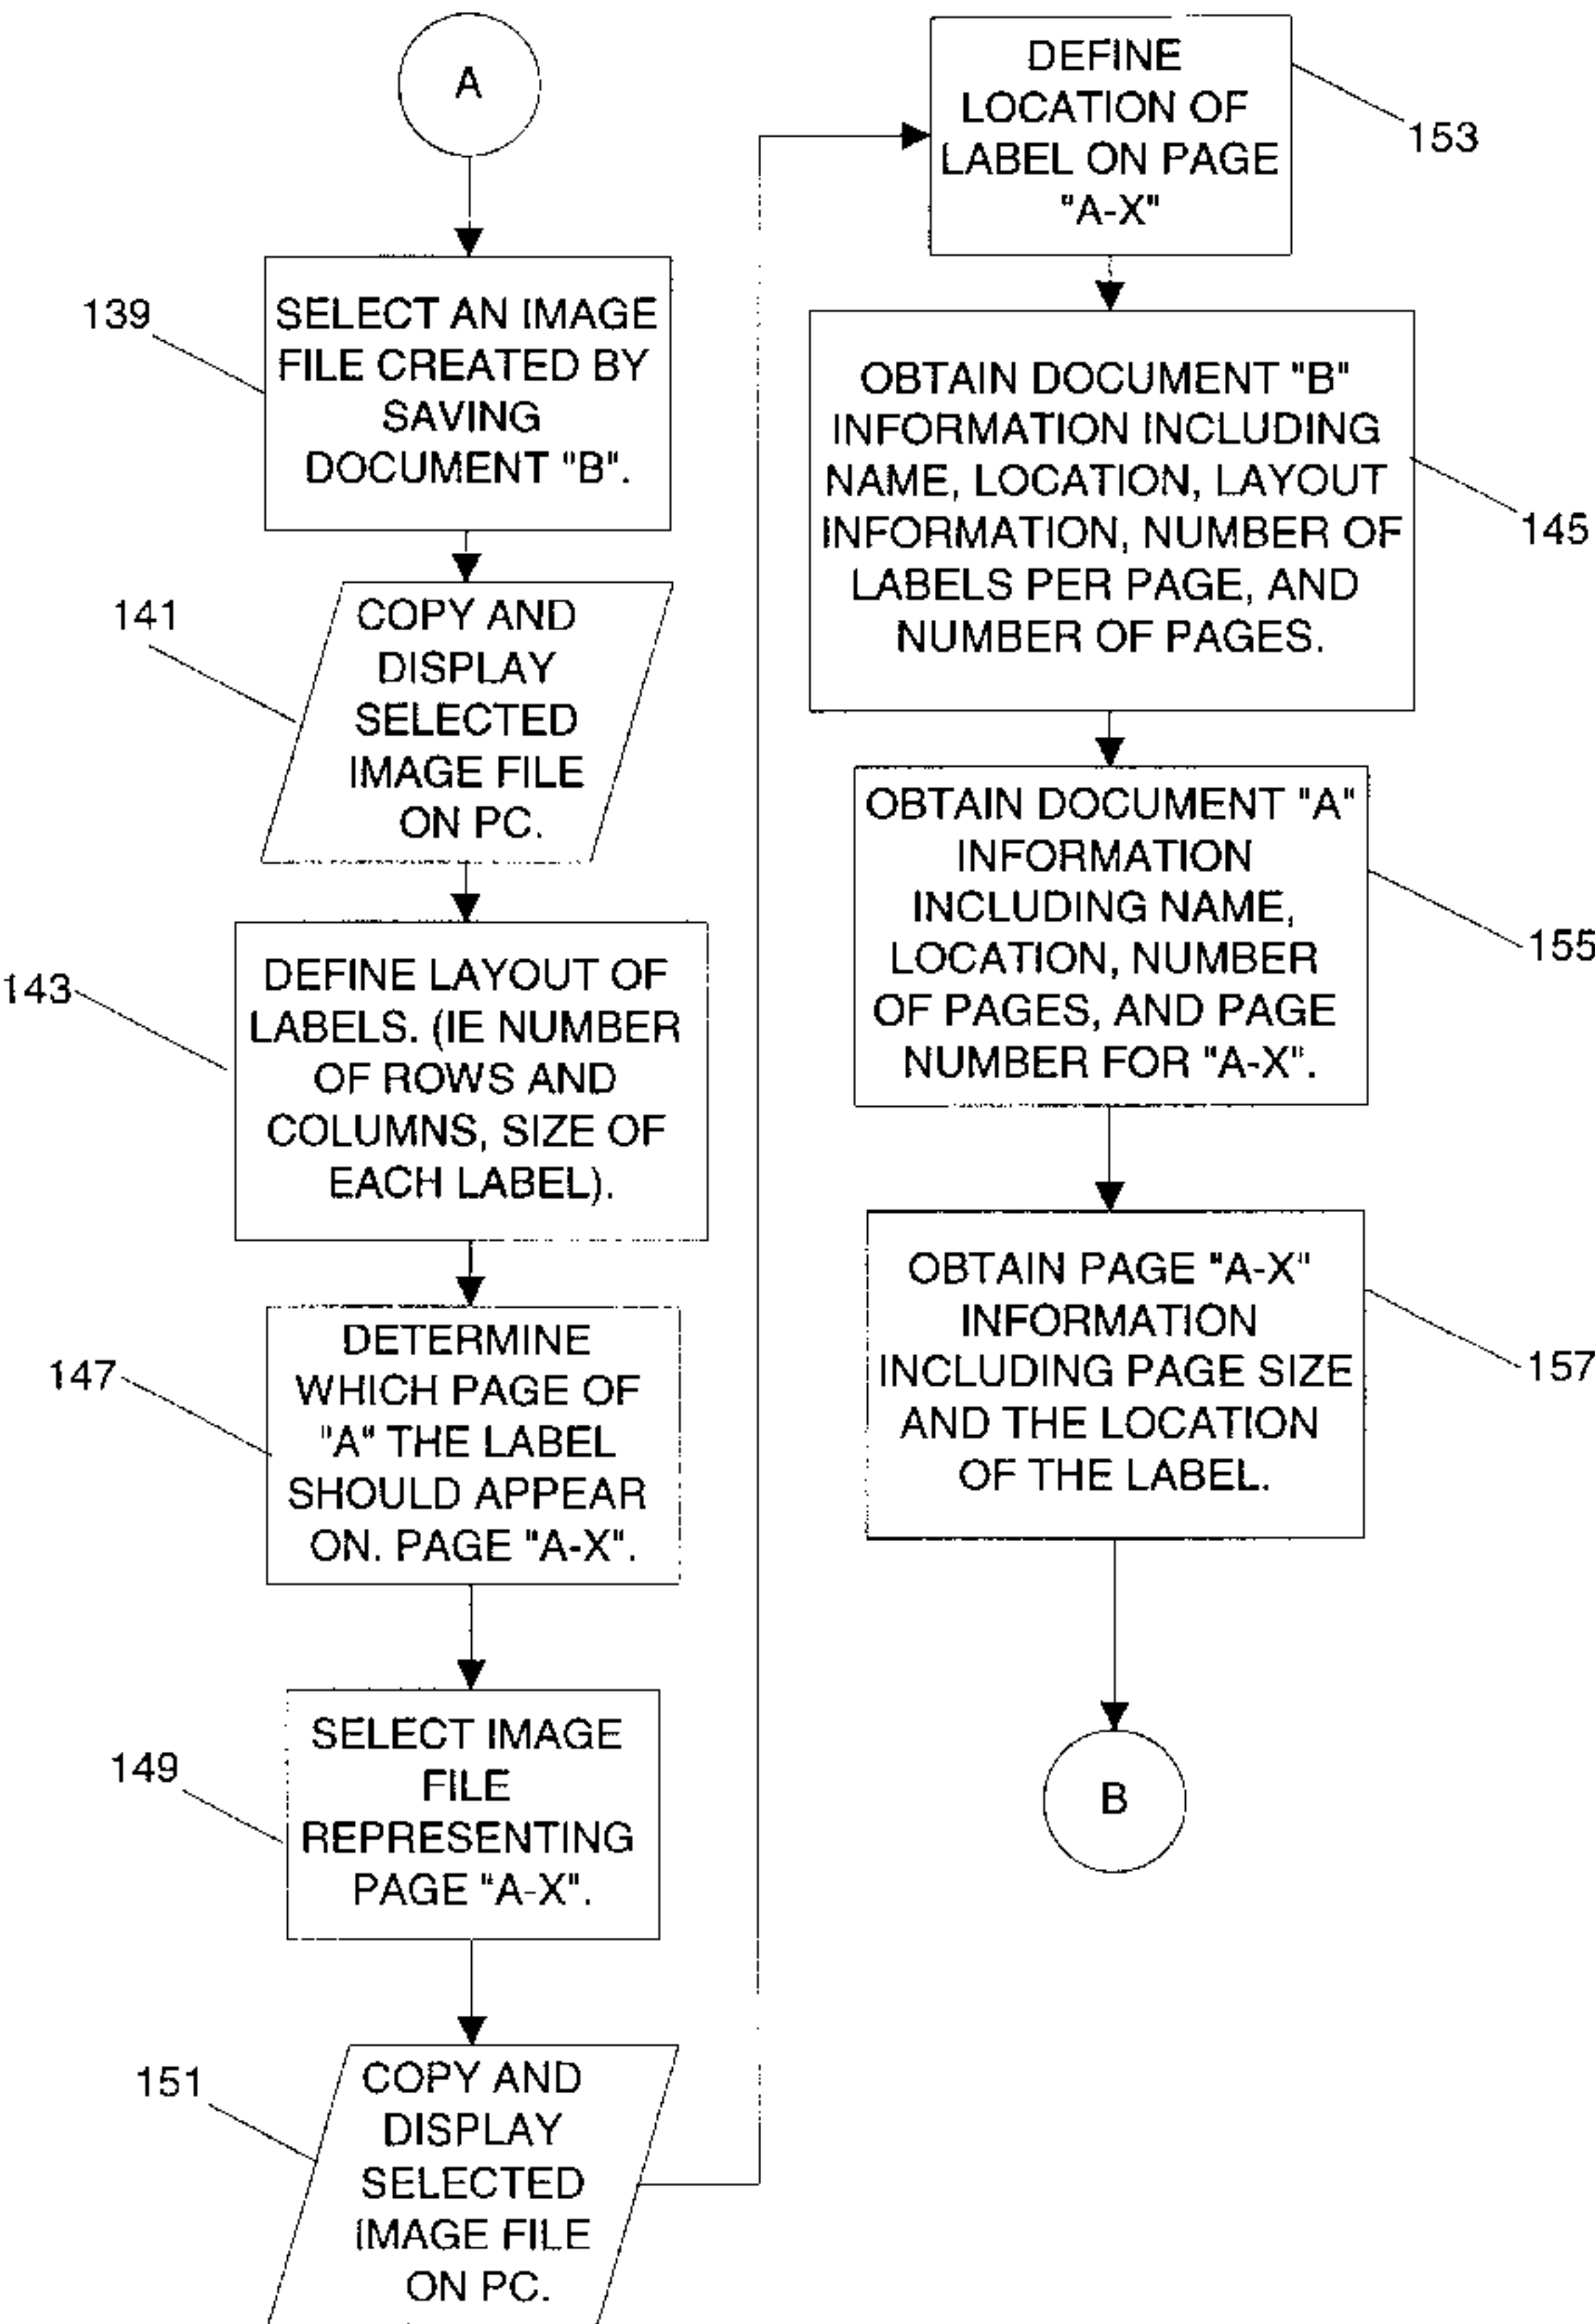 A
139
SELECT AN IMAGE
FILE CREATED BY
SAVING
DOCUMENT "B".
141
COPY AND
DISPLAY
SELECTED
IMAGE FILE
ON PC.
143
DEFINE LAYOUT OF
LABELS. (IE NUMBER
OF ROWS AND
COLUMNS, SIZE OF
EACH LABEL).
147
DETERMINE
WHICH PAGE OF
"A" THE LABEL
SHOULD APPEAR
ON. PAGE "A-X".
149
SELECT IMAGE
FILE
REPRESENTING
PAGE "A-X".
151
COPY AND
DISPLAY
SELECTED
IMAGE FILE
ON PC.
DEFINE
LOCATION OF
LABEL ON PAGE
"A-X"
153
OBTAIN DOCUMENT "B"
INFORMATION INCLUDING
NAME, LOCATION, LAYOUT
INFORMATION, NUMBER OF
LABELS PER PAGE, AND
NUMBER OF PAGES.
145
OBTAIN DOCUMENT "A"
INFORMATION
INCLUDING NAME,
LOCATION, NUMBER
OF PAGES, AND PAGE
NUMBER FOR "A-X".
155
OBTAIN PAGE "A-X"
INFORMATION
INCLUDING PAGE SIZE
AND THE LOCATION
OF THE LABEL.
157
B